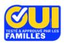 OUI
TESTÉ & APPROUVÉ PAR LES
FAMILLES